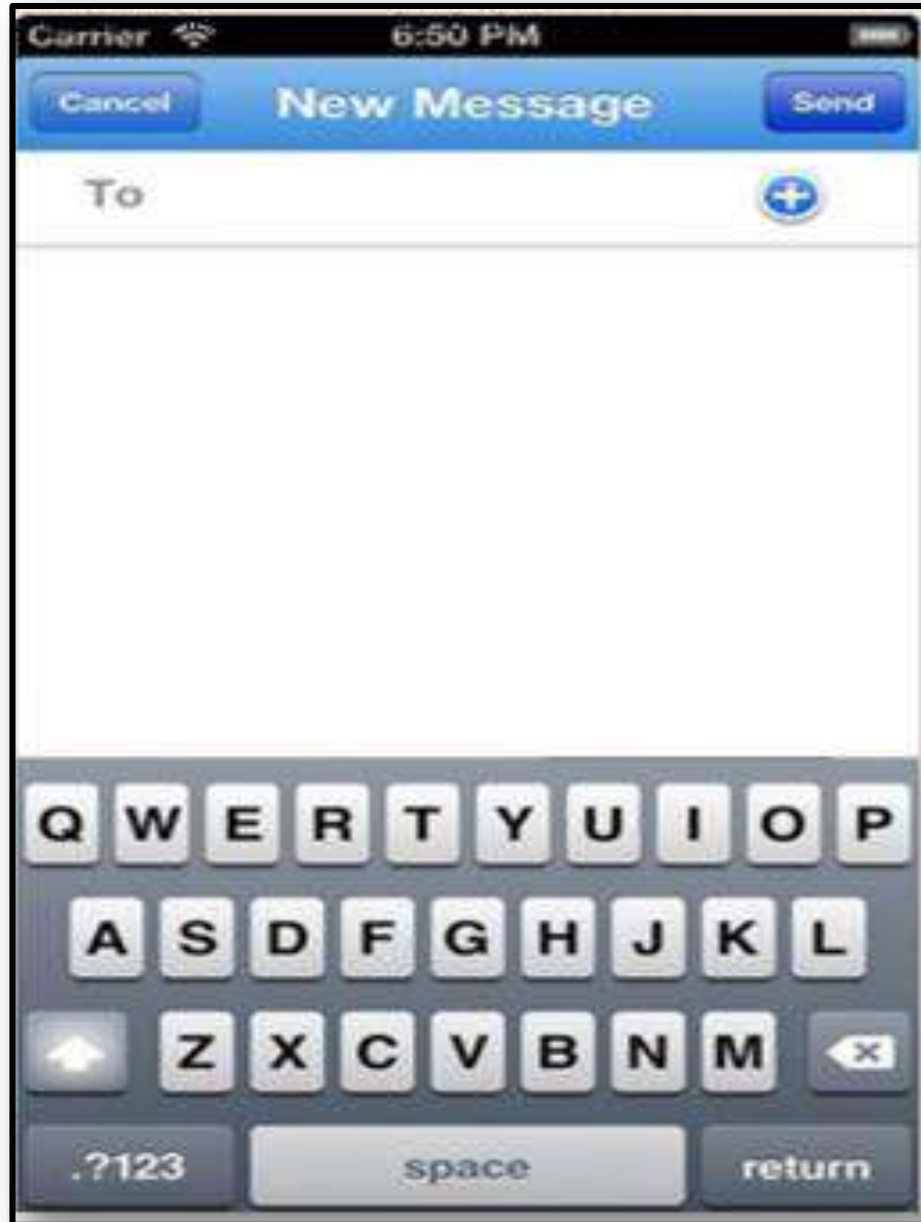 Carrier 6:50 PM
Cancel New Message Send
To
Q W E R T Y U I O P
A S D F G H J K L
Z X C V B N M
.?123 space return